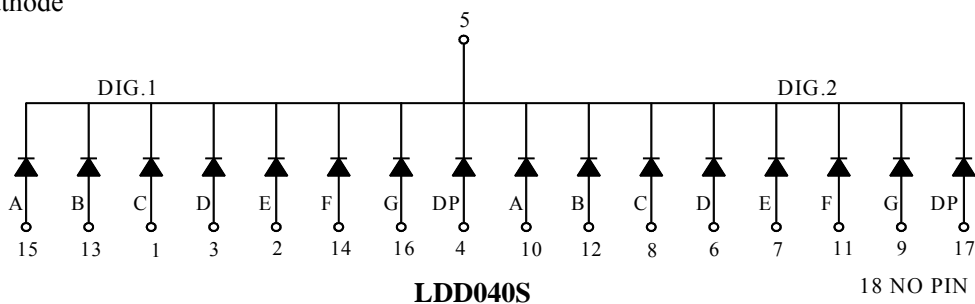 5
DIG.1 DIG.2
A B C D E F G DP A B C D E F G DP
15 13 1 3 2 14 16 4 10 12 8 6 7 11 9 17
LDD040S 18 NO PIN